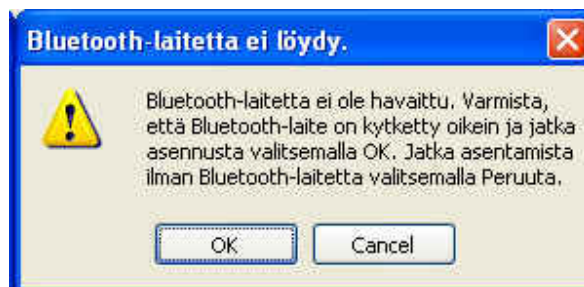 Bluetooth-laitetta ei löydy.
Bluetooth-laitetta ei ole havaittu. Varmista,
että Bluetooth-laite on kytketty oikein ja jatka
asennusta valitsemalla OK. Jatka asentamista
ilman Bluetooth-laitetta valitsemalla Peruuta.
OK
Cancel